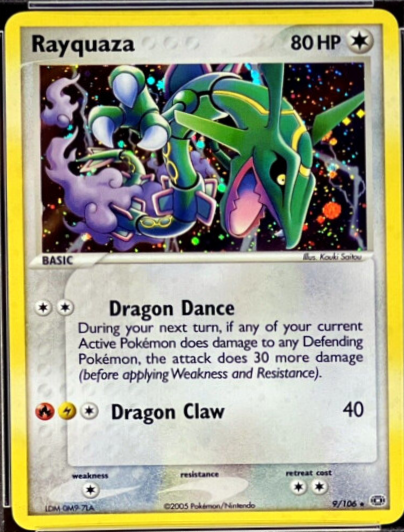 Rayquaza 80 HP
BASIC Illus. Kouki Saitou
Dragon Dance
During your next turn, if any of your current
Active Pokémon does damage to any Defending
Pokémon, the attack does 30 more damage
(before applying Weakness and Resistance).
Dragon Claw 40
weakness resistance retreat cost
LDM 0M9 7LA ©2005 Pokémon/Nintendo 9/106 ★